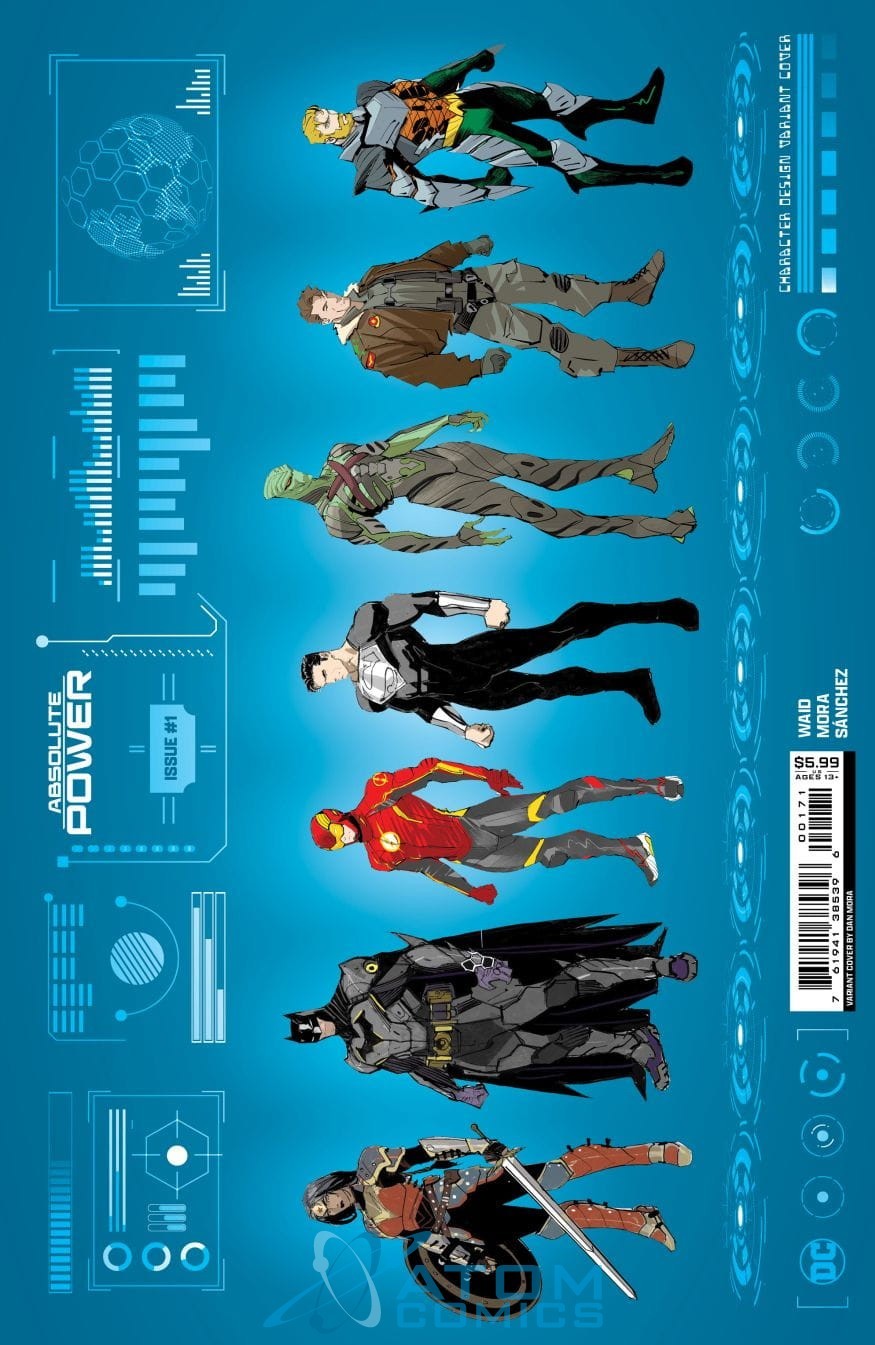 ABSOLUTE
POWER
ISSUE #1
CHARACTER DESIGN VARIANT COVER
DC
$5.99
US
AGES 13+
00171
7 61941 38539 6
VARIANT COVER BY DAN MORA
WAID
MORA
SÁNCHEZ
ATOM
COMICS